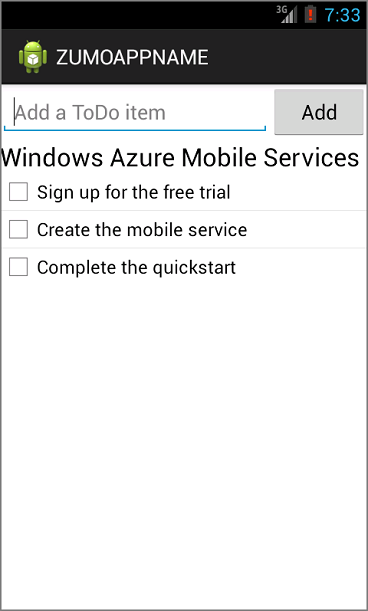 3G 7:33
ZUMOAPPNAME
Add a ToDo item Add
Windows Azure Mobile Services
Sign up for the free trial
Create the mobile service
Complete the quickstart